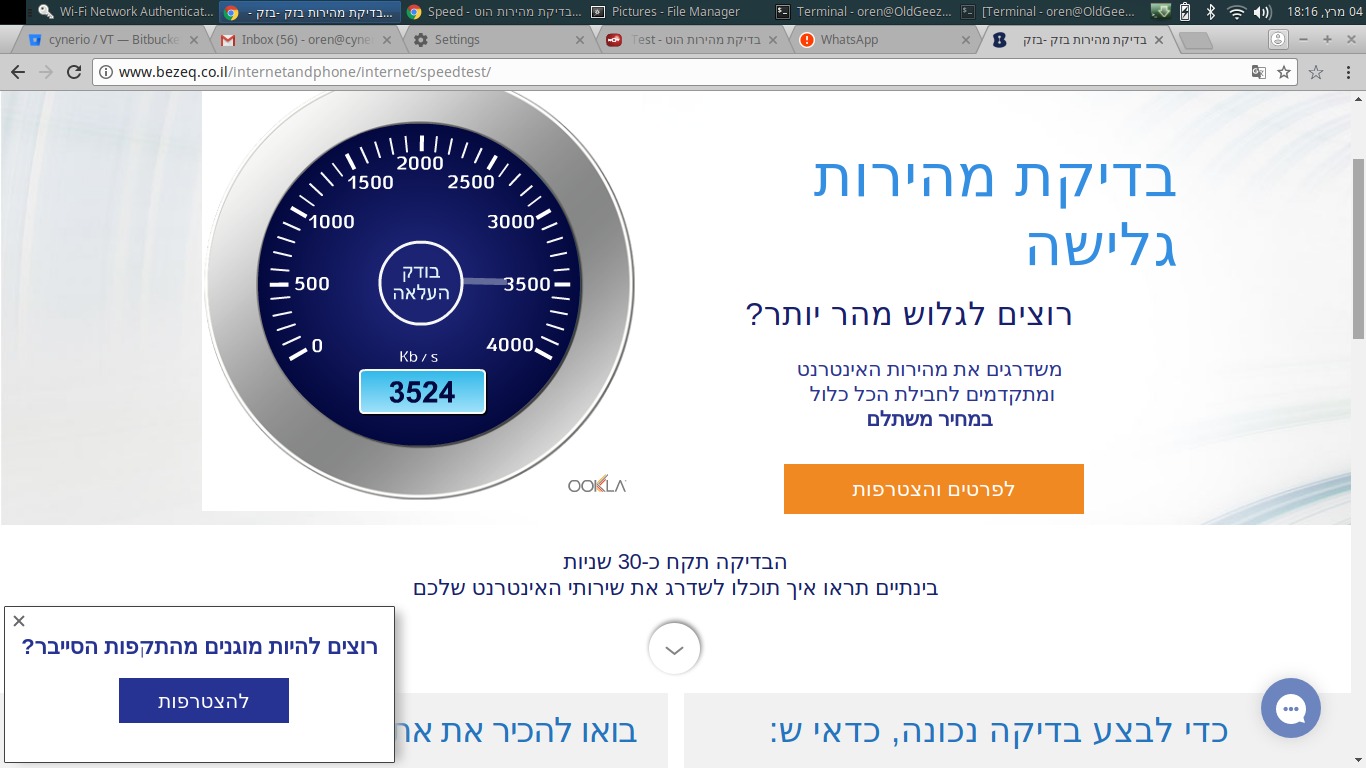 Wi-Fi Network Authenticat...
בדיקת מהירות בזק -בזק - ...
Speed - בדיקת מהירות הוט...
Pictures - File Manager
Terminal - oren@OldGeez...
[Terminal - oren@OldGee...
04 מרץ, 18:16
cynerio / VT — Bitbucke
Inbox (56) - oren@cyne
Settings
Test - בדיקת מהירות הוט
WhatsApp
בדיקת מהירות בזק -בזק
www.bezeq.co.il/internetandphone/internet/speedtest/
2000
1500
2500
1000
3000
500
3500
0
4000
בודק
העלאה
Kb / s
3524
OOKLA
בדיקת מהירות
גלישה
רוצים לגלוש מהר יותר?
משדרגים את מהירות האינטרנט
ומתקדמים לחבילת הכל כלול
במחיר משתלם
לפרטים והצטרפות
הבדיקה תקח כ-30 שניות
בינתיים תראו איך תוכלו לשדרג את שירותי האינטרנט שלכם
רוצים להיות מוגנים מהתקפות הסייבר?
להצטרפות
כדי לבצע בדיקה נכונה, כדאי ש:
בואו להכיר את